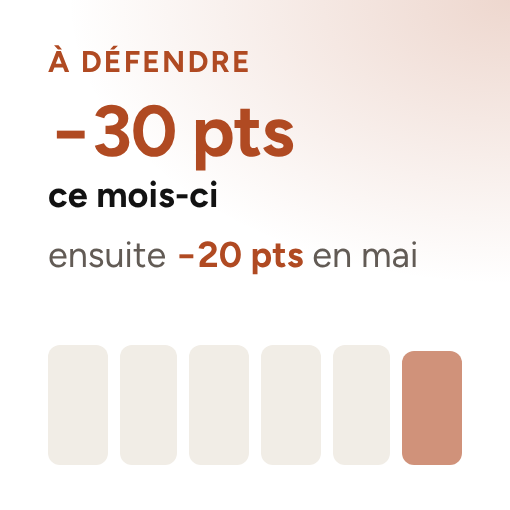 À DÉFENDRE
−30 pts
ce mois-ci
ensuite −20 pts en mai